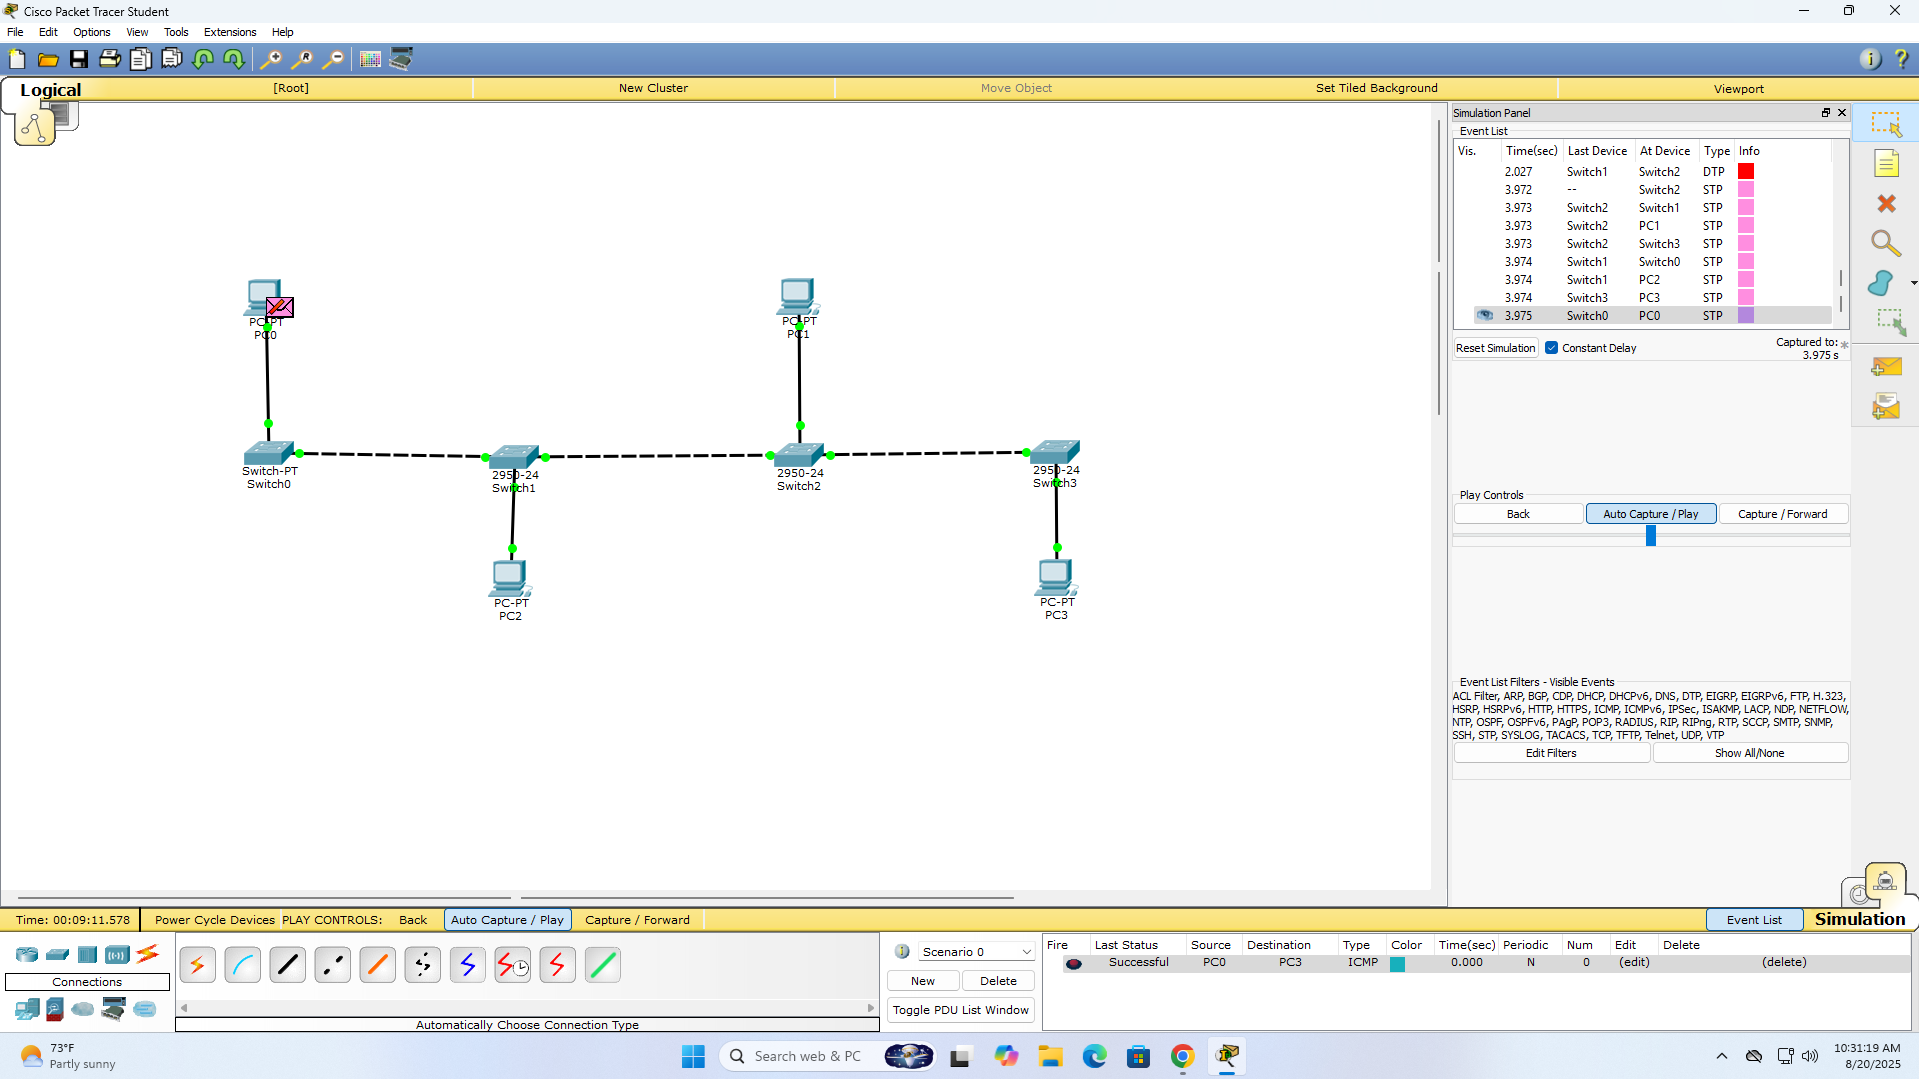 Cisco Packet Tracer Student
File Edit Options View Tools Extensions Help
Logical [Root] New Cluster Move Object Set Tiled Background Viewport
Simulation Panel
Event List
Vis. Time(sec) Last Device At Device Type Info
2.027 Switch1 Switch2 DTP
3.972 -- Switch2 STP
3.973 Switch2 Switch1 STP
3.973 Switch2 PC1 STP
3.973 Switch2 Switch3 STP
3.974 Switch1 Switch0 STP
3.974 Switch1 PC2 STP
3.974 Switch3 PC3 STP
3.975 Switch0 PC0 STP
Reset Simulation Constant Delay Captured to: *
3.975 s
PC-PT
PC0
PC-PT
PC1
Switch-PT
Switch0
2950-24
Switch1
2950-24
Switch2
2950-24
Switch3
PC-PT
PC2
PC-PT
PC3
Play Controls
Back Auto Capture / Play Capture / Forward
Event List Filters - Visible Events
ACL Filter, ARP, BGP, CDP, DHCP, DHCPv6, DNS, DTP, EIGRP, EIGRPv6, FTP, H.323,
HSRP, HSRPv6, HTTP, HTTPS, ICMP, ICMPv6, IPSec, ISAKMP, LACP, NDP, NETFLOW,
NTP, OSPF, OSPFv6, PAgP, POP3, RADIUS, RIP, RIPng, RTP, SCCP, SMTP, SNMP,
SSH, STP, SYSLOG, TACACS, TCP, TFTP, Telnet, UDP, VTP
Edit Filters Show All/None
Time: 00:09:11.578 Power Cycle Devices PLAY CONTROLS: Back Auto Capture / Play Capture / Forward Event List Simulation
Connections
Automatically Choose Connection Type
Scenario 0
New Delete
Toggle PDU List Window
Fire Last Status Source Destination Type Color Time(sec) Periodic Num Edit Delete
Successful PC0 PC3 ICMP 0.000 N 0 (edit) (delete)
73°F
Partly sunny
Search web & PC
10:31:19 AM
8/20/2025